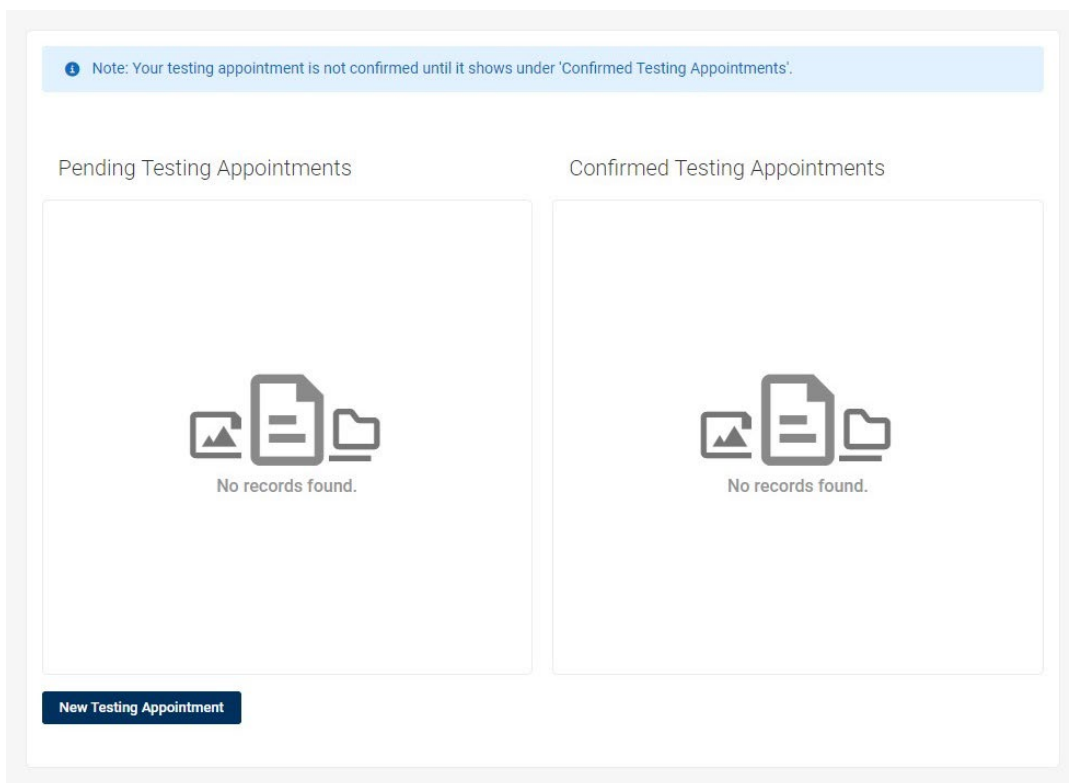 Note: Your testing appointment is not confirmed until it shows under 'Confirmed Testing Appointments'.
Pending Testing Appointments
Confirmed Testing Appointments
No records found.
No records found.
New Testing Appointment